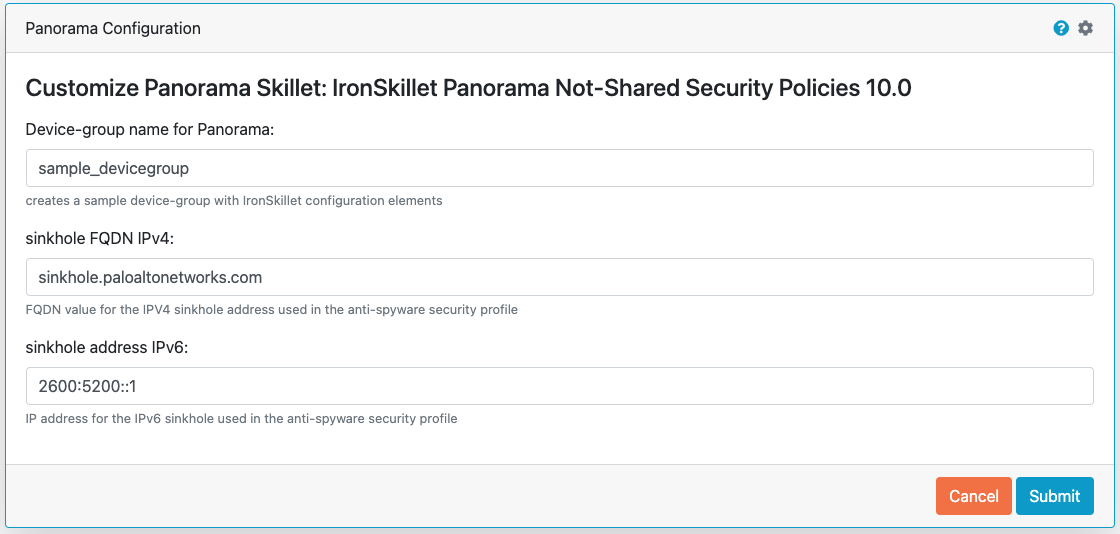 Panorama Configuration
?
Customize Panorama Skillet: IronSkillet Panorama Not-Shared Security Policies 10.0
Device-group name for Panorama:
sample_devicegroup
creates a sample device-group with IronSkillet configuration elements
sinkhole FQDN IPv4:
sinkhole.paloaltonetworks.com
FQDN value for the IPV4 sinkhole address used in the anti-spyware security profile
sinkhole address IPv6:
2600:5200::1
IP address for the IPv6 sinkhole used in the anti-spyware security profile
Cancel Submit